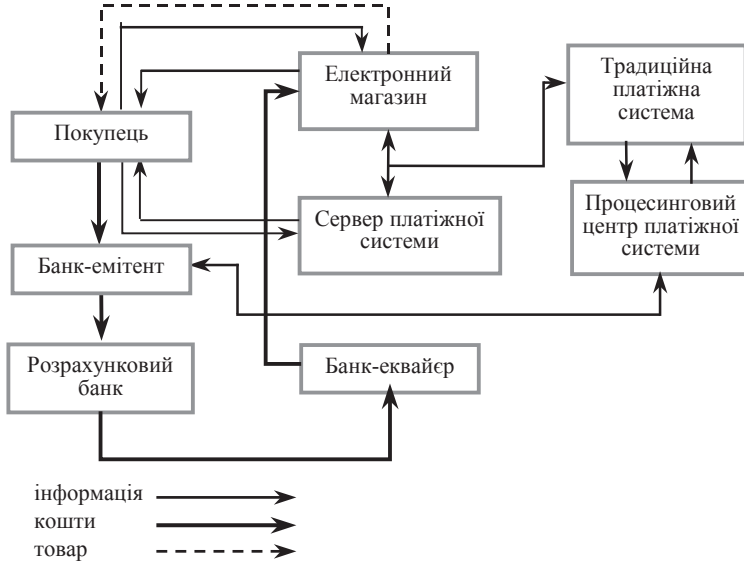 Електронний
магазин
Традиційна
платіжна
система
Покупець
Сервер платіжної
системи
Процесинговий
центр платіжної
системи
Банк-емітент
Розрахунковий
банк
Банк-еквайєр
інформація
кошти
товар